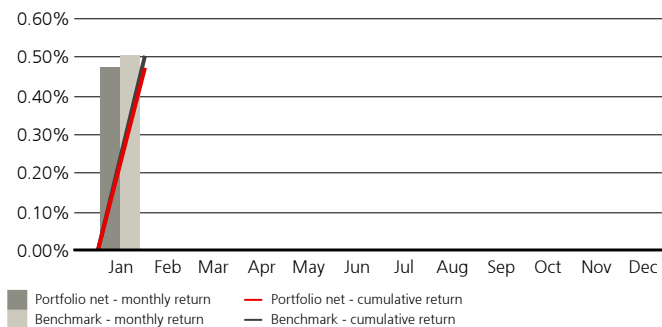 0.60%
0.50%
0.40%
0.30%
0.20%
0.10%
0.00%
Jan Feb Mar Apr May Jun Jul Aug Sep Oct Nov Dec
Portfolio net - monthly return Portfolio net - cumulative return
Benchmark - monthly return Benchmark - cumulative return